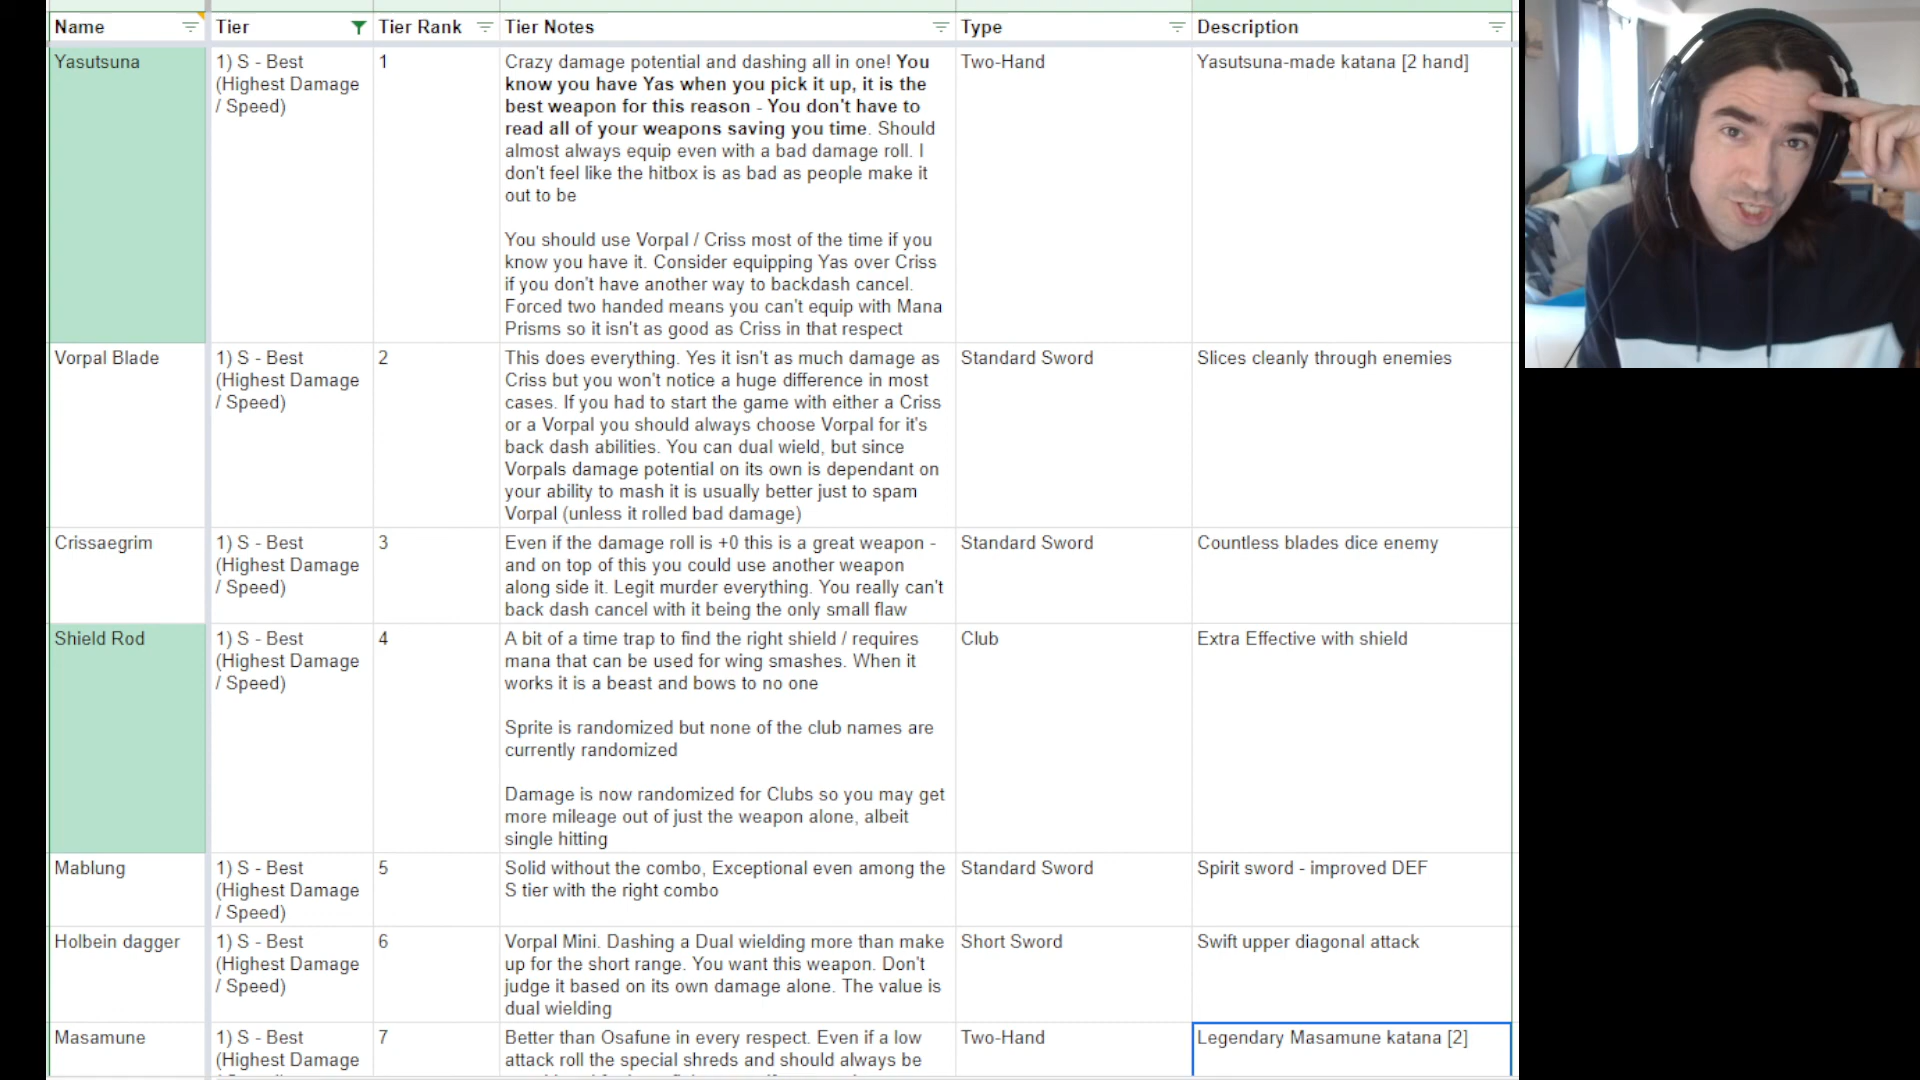 Name Tier Tier Rank Tier Notes Type Description
Yasutsuna
1) S - Best
(Highest Damage
/ Speed)
1
Crazy damage potential and dashing all in one! You
know you have Yas when you pick it up, it is the
best weapon for this reason - You don't have to
read all of your weapons saving you time. Should
almost always equip even with a bad damage roll. I
don't feel like the hitbox is as bad as people make it
out to be
You should use Vorpal / Criss most of the time if you
know you have it. Consider equipping Yas over Criss
if you don't have another way to backdash cancel.
Forced two handed means you can't equip with Mana
Prisms so it isn't as good as Criss in that respect
Two-Hand
Yasutsuna-made katana [2 hand]
Vorpal Blade
1) S - Best
(Highest Damage
/ Speed)
2
This does everything. Yes it isn't as much damage as
Criss but you won't notice a huge difference in most
cases. If you had to start the game with either a Criss
or a Vorpal you should always choose Vorpal for it's
back dash abilities. You can dual wield, but since
Vorpals damage potential on its own is dependant on
your ability to mash it is usually better just to spam
Vorpal (unless it rolled bad damage)
Standard Sword
Slices cleanly through enemies
Crissaegrim
1) S - Best
(Highest Damage
/ Speed)
3
Even if the damage roll is +0 this is a great weapon -
and on top of this you could use another weapon
along side it. Legit murder everything. You really can't
back dash cancel with it being the only small flaw
Standard Sword
Countless blades dice enemy
Shield Rod
1) S - Best
(Highest Damage
/ Speed)
4
A bit of a time trap to find the right shield / requires
mana that can be used for wing smashes. When it
works it is a beast and bows to no one
Sprite is randomized but none of the club names are
currently randomized
Damage is now randomized for Clubs so you may get
more mileage out of just the weapon alone, albeit
single hitting
Club
Extra Effective with shield
Mablung
1) S - Best
(Highest Damage
/ Speed)
5
Solid without the combo, Exceptional even among the
S tier with the right combo
Standard Sword
Spirit sword - improved DEF
Holbein dagger
1) S - Best
(Highest Damage
/ Speed)
6
Vorpal Mini. Dashing a Dual wielding more than make
up for the short range. You want this weapon. Don't
judge it based on its own damage alone. The value is
dual wielding
Short Sword
Swift upper diagonal attack
Masamune
1) S - Best
(Highest Damage
7
Better than Osafune in every respect. Even if a low
attack roll the special shreds and should always be
Two-Hand
Legendary Masamune katana [2]